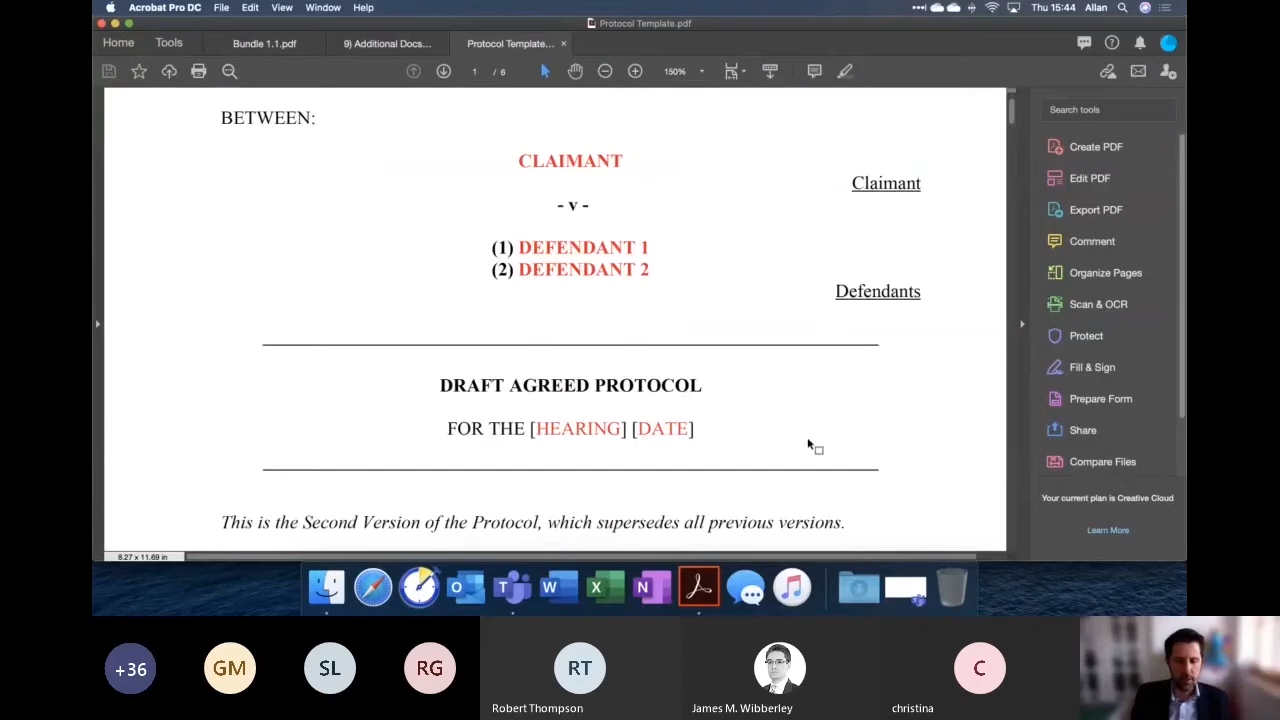 Acrobat Pro DC File Edit View Window Help Thu 15:44 Allan
Protocol Template.pdf
Home Tools Bundle 1.1.pdf 9) Additional Docs... Protocol Template... ×
1 / 6 150%
BETWEEN:
CLAIMANT
Claimant
- v -
(1) DEFENDANT 1
(2) DEFENDANT 2
Defendants
DRAFT AGREED PROTOCOL
FOR THE [HEARING] [DATE]
This is the Second Version of the Protocol, which supersedes all previous versions.
8.27 x 11.69 in
Search tools
Create PDF
Edit PDF
Export PDF
Comment
Organize Pages
Scan & OCR
Protect
Fill & Sign
Prepare Form
Share
Compare Files
Your current plan is Creative Cloud
Learn More
+36 GM SL RG RT C
Robert Thompson James M. Wibberley christina